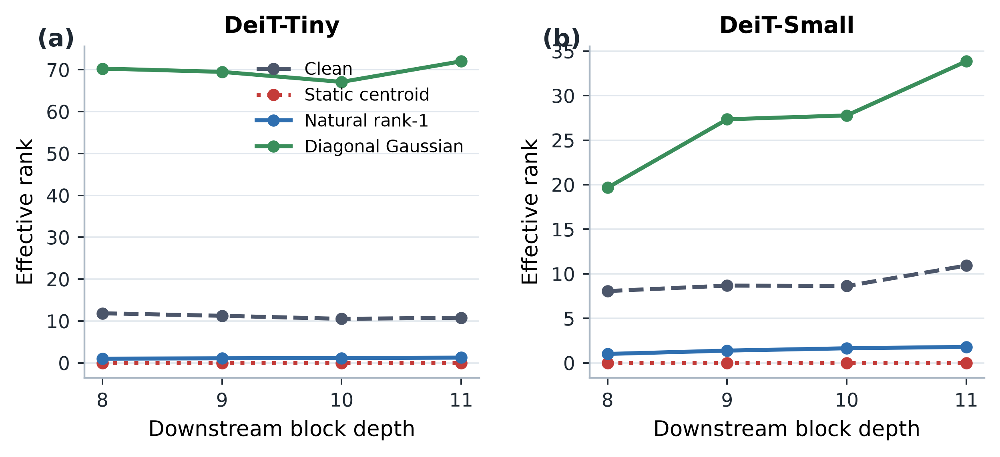 (a)
DeiT-Tiny
Effective rank
70
60
50
40
30
20
10
0
Clean
Static centroid
Natural rank-1
Diagonal Gaussian
8 9 10 11
Downstream block depth
(b)
DeiT-Small
Effective rank
35
30
25
20
15
10
5
0
8 9 10 11
Downstream block depth